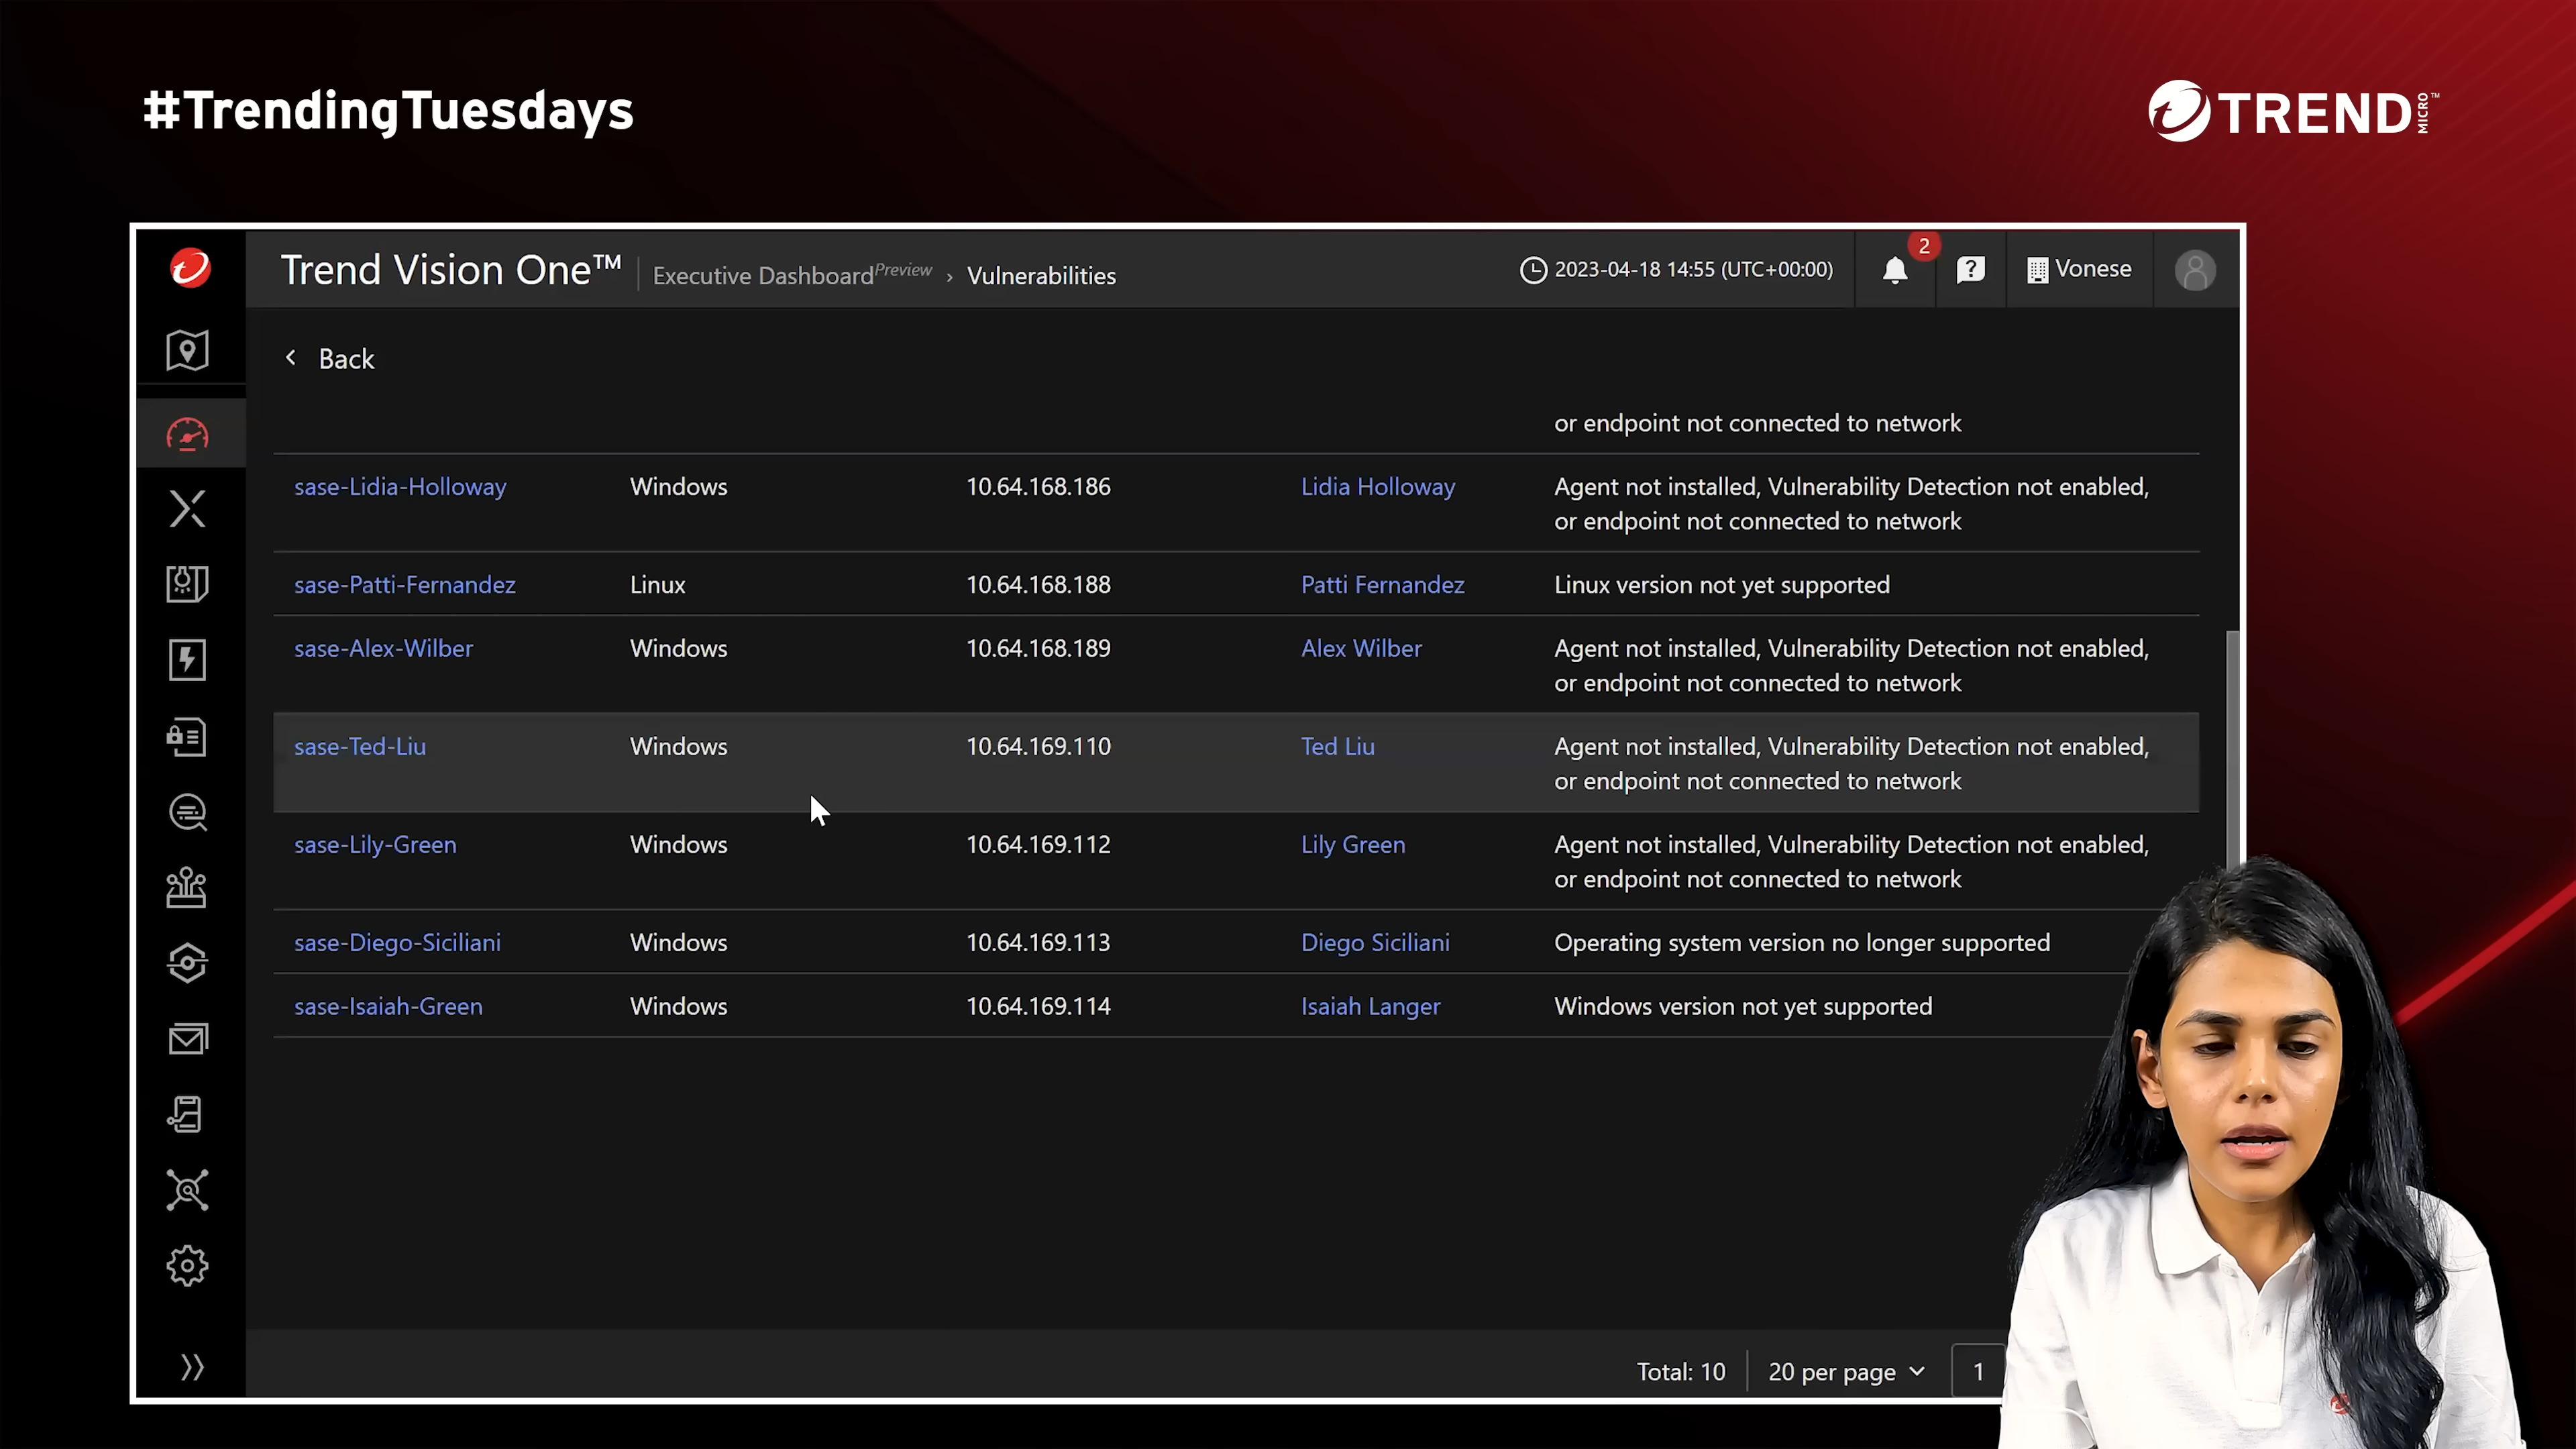 #TrendingTuesdays
TREND MICRO™
Trend Vision One™ Executive Dashboard Preview › Vulnerabilities 2023-04-18 14:55 (UTC+00:00) 2 Vonese
Back
or endpoint not connected to network
sase-Lidia-Holloway Windows 10.64.168.186 Lidia Holloway Agent not installed, Vulnerability Detection not enabled,
or endpoint not connected to network
sase-Patti-Fernandez Linux 10.64.168.188 Patti Fernandez Linux version not yet supported
sase-Alex-Wilber Windows 10.64.168.189 Alex Wilber Agent not installed, Vulnerability Detection not enabled,
or endpoint not connected to network
sase-Ted-Liu Windows 10.64.169.110 Ted Liu Agent not installed, Vulnerability Detection not enabled,
or endpoint not connected to network
sase-Lily-Green Windows 10.64.169.112 Lily Green Agent not installed, Vulnerability Detection not enabled,
or endpoint not connected to network
sase-Diego-Siciliani Windows 10.64.169.113 Diego Siciliani Operating system version no longer supported
sase-Isaiah-Green Windows 10.64.169.114 Isaiah Langer Windows version not yet supported
Total: 10 20 per page 1